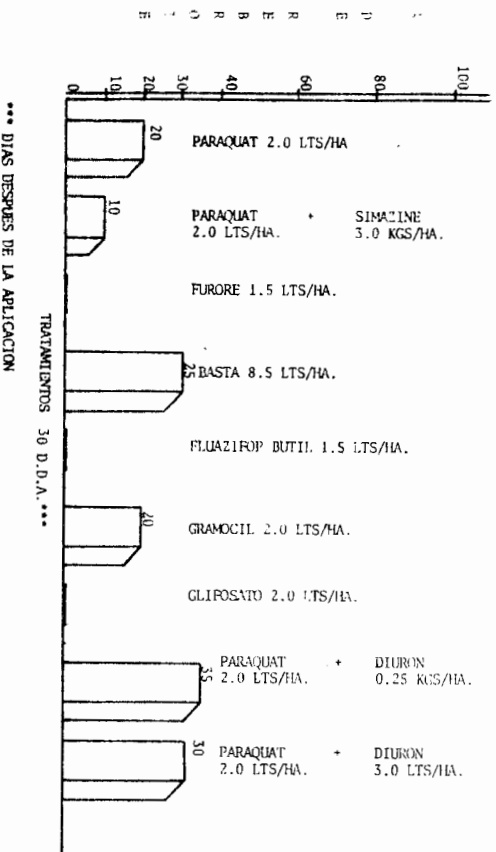 D E
0 10 20 30 40 60 80 100
20
PARAQUAT 2.0 LTS/HA
10
PARAQUAT + SIMAZINE
2.0 LTS/HA. 3.0 KGS/HA.
FURORE 1.5 LTS/HA.
25
BASTA 8.5 LTS/HA.
FLUAZIFOP BUTIL 1.5 LTS/HA.
20
GRAMOCIL 2.0 LTS/HA.
GLIFOSATO 2.0 LTS/HA.
35
PARAQUAT + DIURON
2.0 LTS/HA. 0.25 KGS/HA.
30
PARAQUAT + DIURON
2.0 LTS/HA. 3.0 LTS/HA.
TRATAMIENTOS 30 D.D.A.***
*** DIAS DESPUES DE LA APLICACION